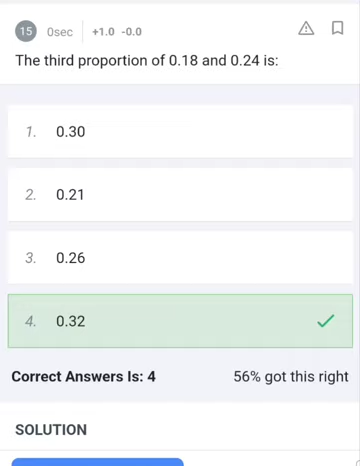 15 0sec +1.0 -0.0
The third proportion of 0.18 and 0.24 is:
1. 0.30
2. 0.21
3. 0.26
4. 0.32
Correct Answers Is: 4 56% got this right
SOLUTION